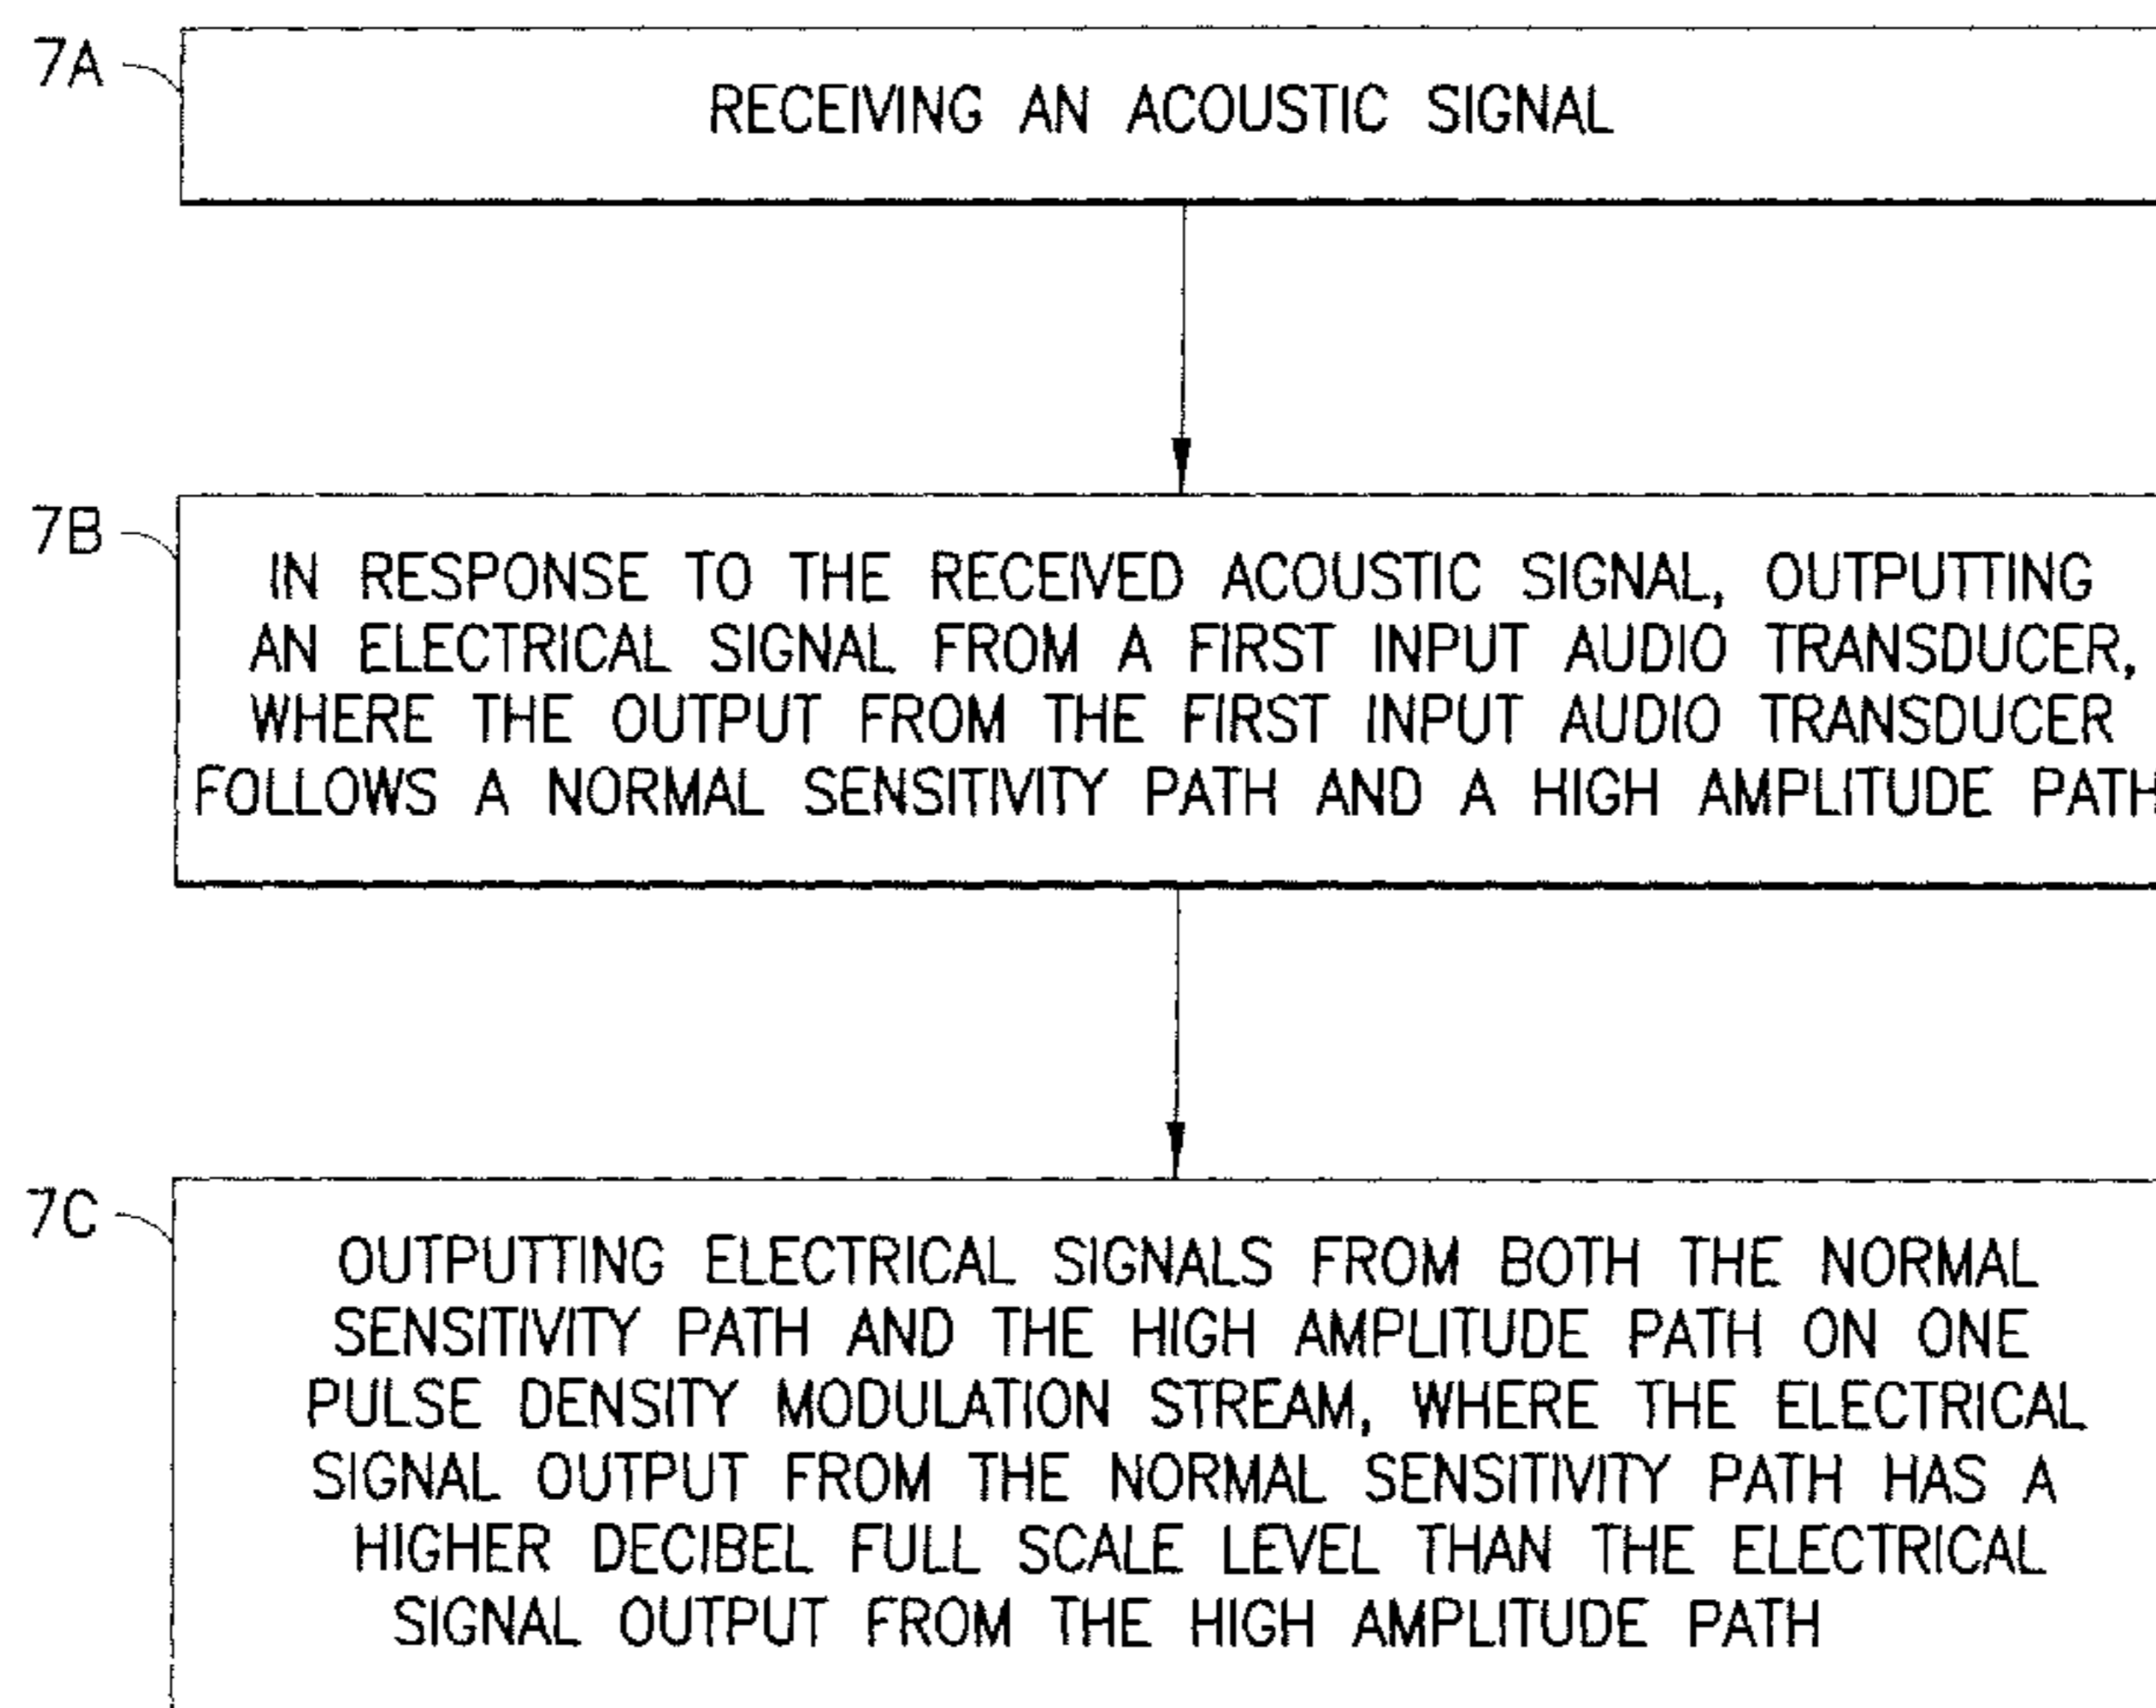 7A
RECEIVING AN ACOUSTIC SIGNAL
7B
IN RESPONSE TO THE RECEIVED ACOUSTIC SIGNAL, OUTPUTTING
AN ELECTRICAL SIGNAL FROM A FIRST INPUT AUDIO TRANSDUCER,
WHERE THE OUTPUT FROM THE FIRST INPUT AUDIO TRANSDUCER
FOLLOWS A NORMAL SENSITIVITY PATH AND A HIGH AMPLITUDE PATH
7C
OUTPUTTING ELECTRICAL SIGNALS FROM BOTH THE NORMAL
SENSITIVITY PATH AND THE HIGH AMPLITUDE PATH ON ONE
PULSE DENSITY MODULATION STREAM, WHERE THE ELECTRICAL
SIGNAL OUTPUT FROM THE NORMAL SENSITIVITY PATH HAS A
HIGHER DECIBEL FULL SCALE LEVEL THAN THE ELECTRICAL
SIGNAL OUTPUT FROM THE HIGH AMPLITUDE PATH